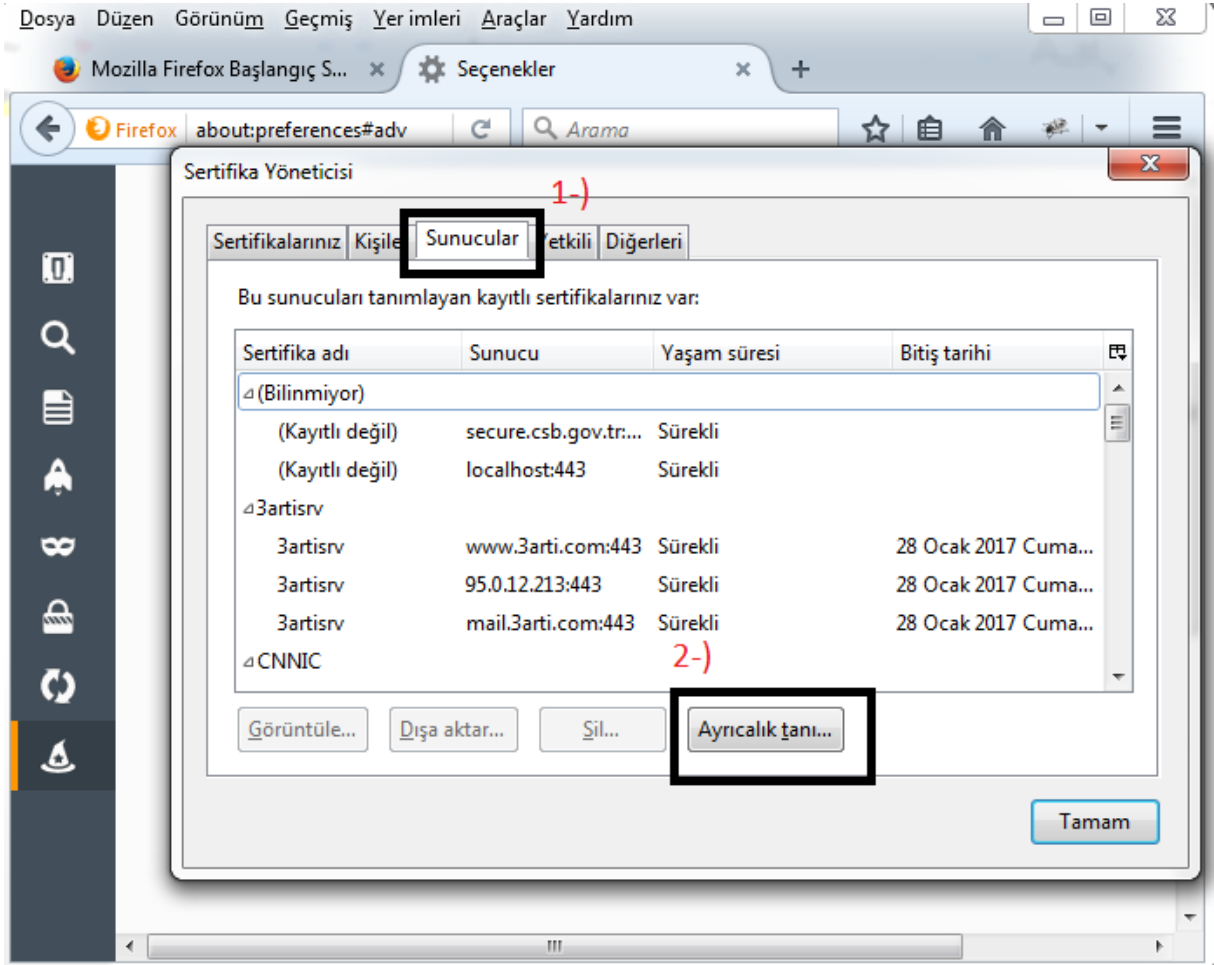 Dosya Düzen Görünüm Geçmiş Yer imleri Araçlar Yardım
Mozilla Firefox Başlangıç S... Seçenekler
Firefox about:preferences#adv Arama
Sertifika Yöneticisi
1-)
Sertifikalarınız Kişile Sunucular etkili Diğerleri
Bu sunucuları tanımlayan kayıtlı sertifikalarınız var:
Sertifika adı Sunucu Yaşam süresi Bitiş tarihi
(Bilinmiyor)
(Kayıtlı değil) secure.csb.gov.tr:... Sürekli
(Kayıtlı değil) localhost:443 Sürekli
3artisrv
3artisrv www.3arti.com:443 Sürekli 28 Ocak 2017 Cuma...
3artisrv 95.0.12.213:443 Sürekli 28 Ocak 2017 Cuma...
3artisrv mail.3arti.com:443 Sürekli 28 Ocak 2017 Cuma...
CNNIC
2-)
Görüntüle... Dışa aktar... Sil... Ayrıcalık tanı...
Tamam